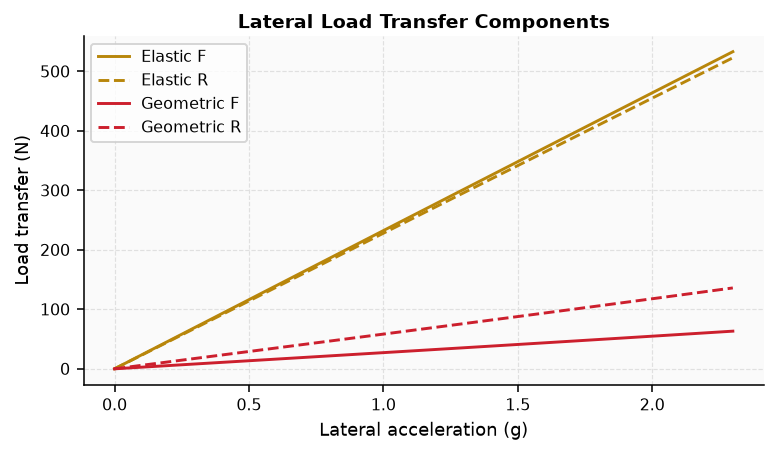 Lateral Load Transfer Components
Elastic F
Elastic R
Geometric F
Geometric R
Load transfer (N)
500
400
300
200
100
0
0.0 0.5 1.0 1.5 2.0
Lateral acceleration (g)